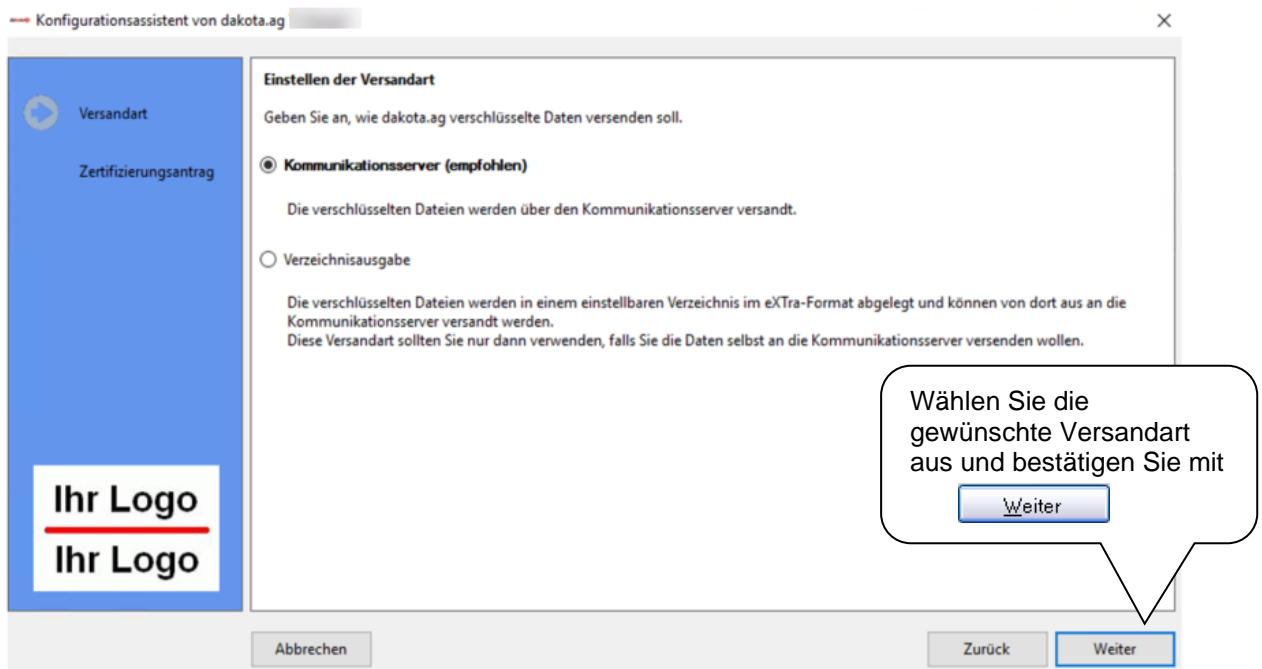 Konfigurationsassistent von dakota.ag
Versandart
Zertifizierungsantrag
Ihr Logo
Ihr Logo
Einstellen der Versandart
Geben Sie an, wie dakota.ag verschlüsselte Daten versenden soll.
Kommunikationsserver (empfohlen)
Die verschlüsselten Dateien werden über den Kommunikationsserver versandt.
Verzeichnisausgabe
Die verschlüsselten Dateien werden in einem einstellbaren Verzeichnis im eXTra-Format abgelegt und können von dort aus an die
Kommunikationsserver versandt werden.
Diese Versandart sollten Sie nur dann verwenden, falls Sie die Daten selbst an die Kommunikationsserver versenden wollen.
Wählen Sie die
gewünschte Versandart
aus und bestätigen Sie mit
Weiter
Abbrechen
Zurück
Weiter